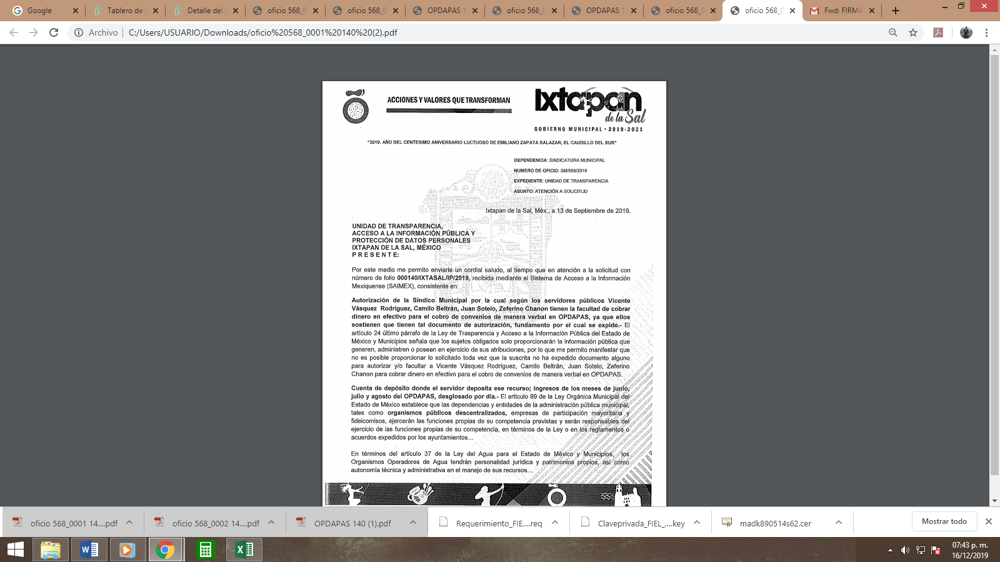 Google
Tablero de S
Detalle del S
oficio 568_0
oficio 568_0
OPDAPAS 1
oficio 568_0
OPDAPAS 1
oficio 568_0
oficio 568_0
Fwd: FIRMA
Archivo
C:/Users/USUARIO/Downloads/oficio%20568_0001%20140%20(2).pdf
ACCIONES Y VALORES QUE TRANSFORMAN
Ixtapan
de la Sal
GOBIERNO MUNICIPAL • 2019-2021
"2019. AÑO DEL CENTESIMO ANIVERSARIO LUCTUOSO DE EMILIANO ZAPATA SALAZAR, EL CAUDILLO DEL SUR"
DEPENDENCIA: SINDICATURA MUNICIPAL
NUMERO DE OFICIO: SM/568/2019
EXPEDIENTE: UNIDAD DE TRANSPARENCIA
ASUNTO: ATENCIÓN A SOLICITUD
Ixtapan de la Sal, Méx., a 13 de Septiembre de 2019.
UNIDAD DE TRANSPARENCIA,
ACCESO A LA INFORMACIÓN PÚBLICA Y
PROTECCIÓN DE DATOS PERSONALES
IXTAPAN DE LA SAL, MÉXICO
P R E S E N T E:
Por este medio me permito enviarle un cordial saludo, al tiempo que en atención a la solicitud con
número de folio 000140/IXTASAL/IP/2019, recibida mediante el Sistema de Acceso a la Información
Mexiquense (SAIMEX), consistente en:
Autorización de la Síndico Municipal por la cual según los servidores públicos Vicente
Vásquez Rodriguez, Camilo Beltrán, Juan Sotelo, Zeferino Chanon tienen la facultad de cobrar
dinero en efectivo para el cobro de convenios de manera verbal en OPDAPAS, ya que ellos
sostienen que tienen tal documento de autorización, fundamento por el cual se expide.- El
artículo 24 último párrafo de la Ley de Trasparencia y Acceso a la Información Pública del Estado de
México y Municipios señala que los sujetos obligados solo proporcionarán la información pública que
generen, administren o posean en ejercicio de sus atribuciones, por lo que me permito manifestar que
no es posible proporcionar lo solicitado toda vez que la suscrita no ha expedido documento alguno
para autorizar y/o facultar a Vicente Vásquez Rodríguez, Camilo Beltrán, Juan Sotelo, Zeferino
Chanon para cobrar dinero en efectivo para el cobro de convenios de manera verbal en OPDAPAS.
Cuenta de depósito donde el servidor deposita ese recurso; ingresos de los meses de junio,
julio y agosto del OPDAPAS, desglosado por día.- El artículo 89 de la Ley Orgánica Municipal del
Estado de México establece que las dependencias y entidades de la administración pública municipal,
tales como organismos públicos descentralizados, empresas de participación mayoritaria y
fideicomisos, ejercerán las funciones propias de su competencia previstas y serán responsables del
ejercicio de las funciones propias de su competencia, en términos de la Ley o en los reglamentos o
acuerdos expedidos por los ayuntamientos...
En términos del artículo 37 de la Ley del Agua para el Estado de México y Municipios, los
Organismos Operadores de Agua tendrán personalidad jurídica y patrimonios propios, así como
autonomía técnica y administrativa en el manejo de sus recursos...
oficio 568_0001 14....pdf
oficio 568_0002 14....pdf
OPDAPAS 140 (1).pdf
Requerimiento_FIE....req
Claveprivada_FIEL_....key
madk890514s62.cer
Mostrar todo
07:43 p. m.
16/12/2019